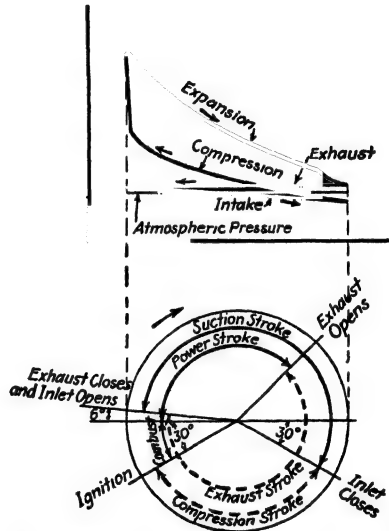 Expansion
Exhaust
Compression
Intake
Atmospheric Pressure
Suction Stroke
Power Stroke
Exhaust
Opens
Exhaust Closes
and Inlet Opens
6°
Combust
30°
30°
Ignition
Exhaust Stroke
Compression Stroke
Inlet
Closes